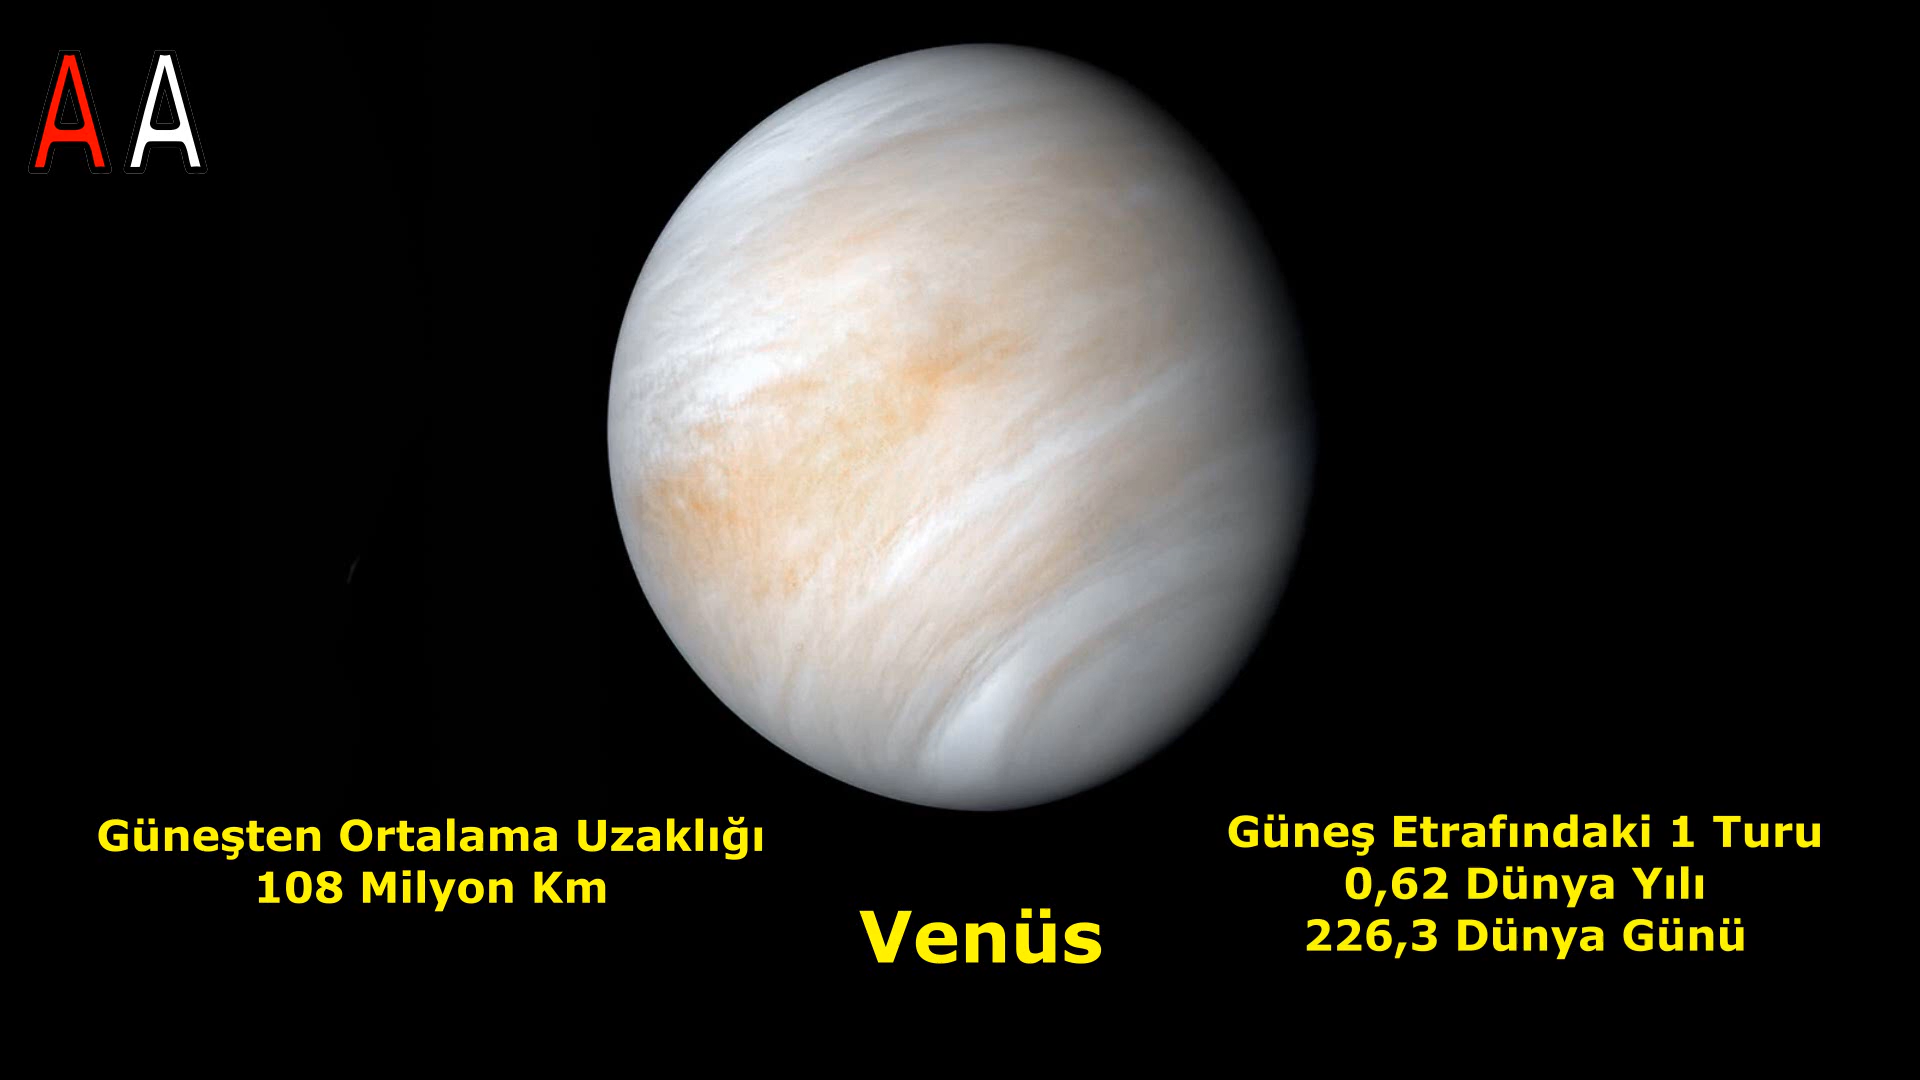 A A
Güneşten Ortalama Uzaklığı
108 Milyon Km
Venüs
Güneş Etrafındaki 1 Turu
0,62 Dünya Yılı
226,3 Dünya Günü